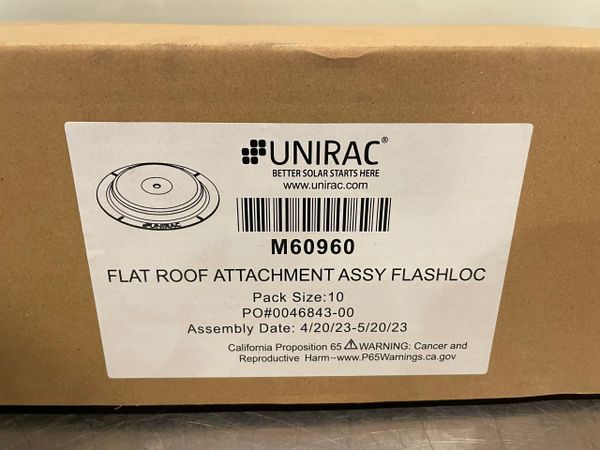 UNIRAC®
BETTER SOLAR STARTS HERE
www.unirac.com
UNIRAC
M60960
FLAT ROOF ATTACHMENT ASSY FLASHLOC
Pack Size:10
PO#0046843-00
Assembly Date: 4/20/23-5/20/23
California Proposition 65 ⚠WARNING: Cancer and
Reproductive Harm--www.P65Warnings.ca.gov